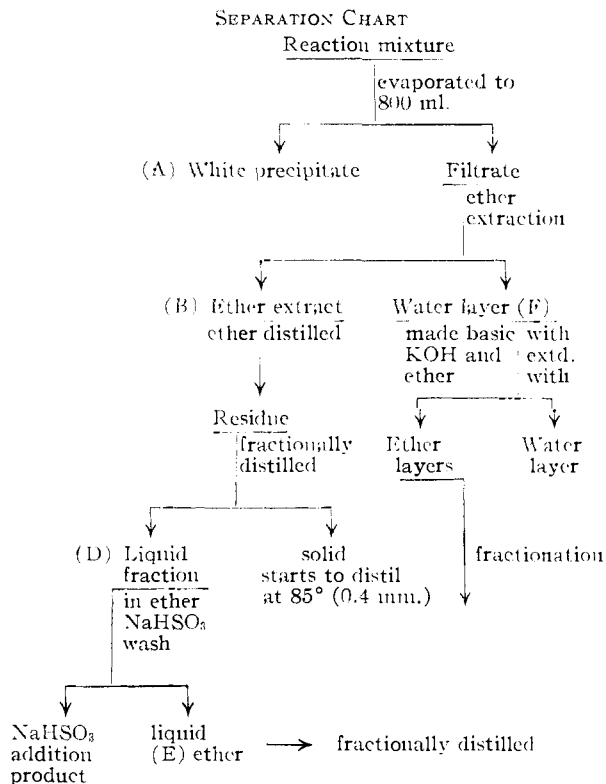 SEPARATION CHART
Reaction mixture
evaporated to
800 ml.
(A) White precipitate
Filtrate
ether
extraction
(B) Ether extract
ether distilled
Water layer (F)
made basic with
KOH and extd.
ether with
Residue
fractionally
distilled
Ether
layers
Water
layer
(D) Liquid
fraction
in ether
NaHSO₃
wash
solid
starts to distil
at 85° (0.4 mm.)
fractionation
NaHSO₃
addition
product
liquid
(E) ether
fractionally distilled